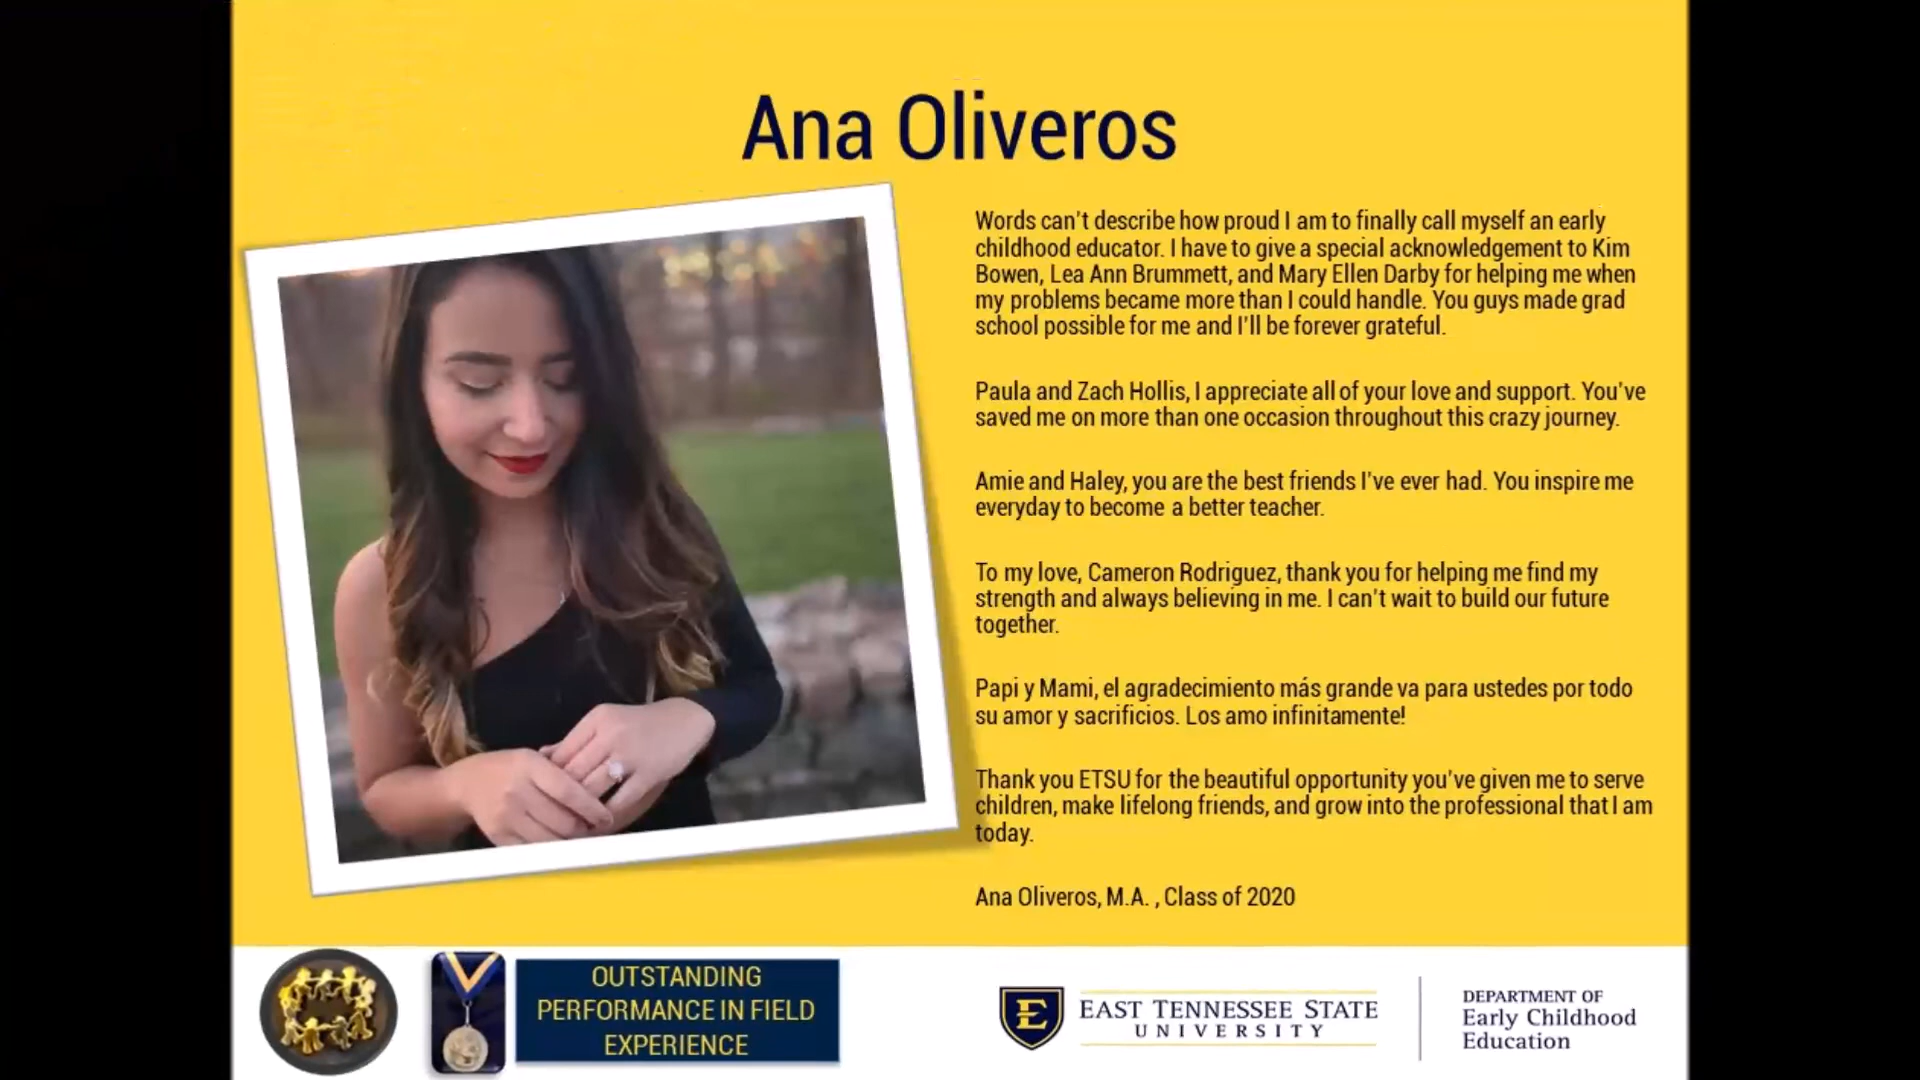 Ana Oliveros
Words can't describe how proud I am to finally call myself an early
childhood educator. I have to give a special acknowledgement to Kim
Bowen, Lea Ann Brummett, and Mary Ellen Darby for helping me when
my problems became more than I could handle. You guys made grad
school possible for me and I'll be forever grateful.
Paula and Zach Hollis, I appreciate all of your love and support. You've
saved me on more than one occasion throughout this crazy journey.
Amie and Haley, you are the best friends I've ever had. You inspire me
everyday to become a better teacher.
To my love, Cameron Rodriguez, thank you for helping me find my
strength and always believing in me. I can't wait to build our future
together.
Papi y Mami, el agradecimiento más grande va para ustedes por todo
su amor y sacrificios. Los amo infinitamente!
Thank you ETSU for the beautiful opportunity you've given me to serve
children, make lifelong friends, and grow into the professional that I am
today.
Ana Oliveros, M.A. , Class of 2020
OUTSTANDING
PERFORMANCE IN FIELD
EXPERIENCE
E
EAST TENNESSEE STATE
UNIVERSITY
DEPARTMENT OF
Early Childhood
Education